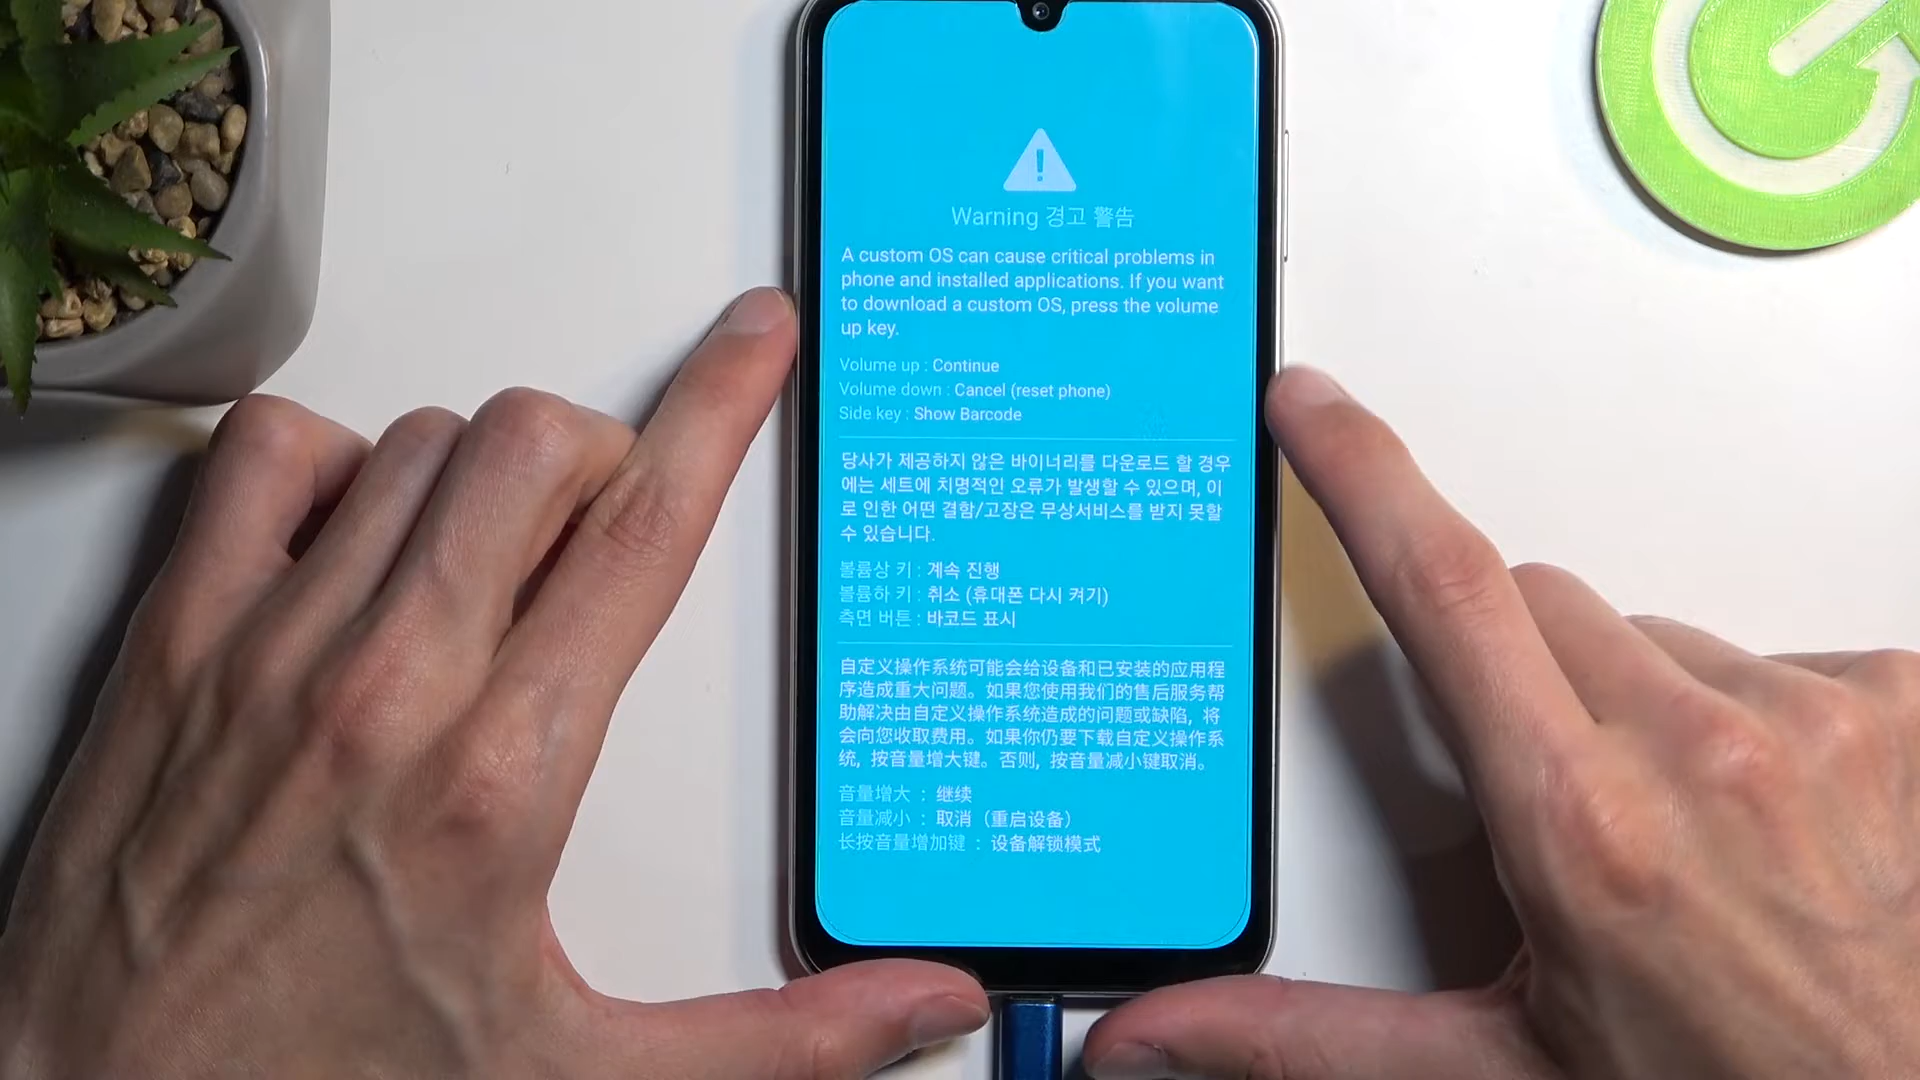 Warning 경고 警告
A custom OS can cause critical problems in
phone and installed applications. If you want
to download a custom OS, press the volume
up key.
Volume up : Continue
Volume down : Cancel (reset phone)
Side key : Show Barcode
당사가 제공하지 않은 바이너리를 다운로드 할 경우
에는 세트에 치명적인 오류가 발생할 수 있으며, 이
로 인한 어떤 결함/고장은 무상서비스를 받지 못할
수 있습니다.
볼륨상 키 : 계속 진행
볼륨하 키 : 취소 (휴대폰 다시 켜기)
측면 버튼 : 바코드 표시
自定义操作系统可能会给设备和已安装的应用程
序造成重大问题。如果您使用我们的售后服务帮
助解决由自定义操作系统造成的问题或缺陷，将
会向您收取费用。如果你仍要下载自定义操作系
统，按音量增大键。否则，按音量减小键取消。
音量增大 ：继续
音量减小 ：取消（重启设备）
长按音量增加键 ：设备解锁模式